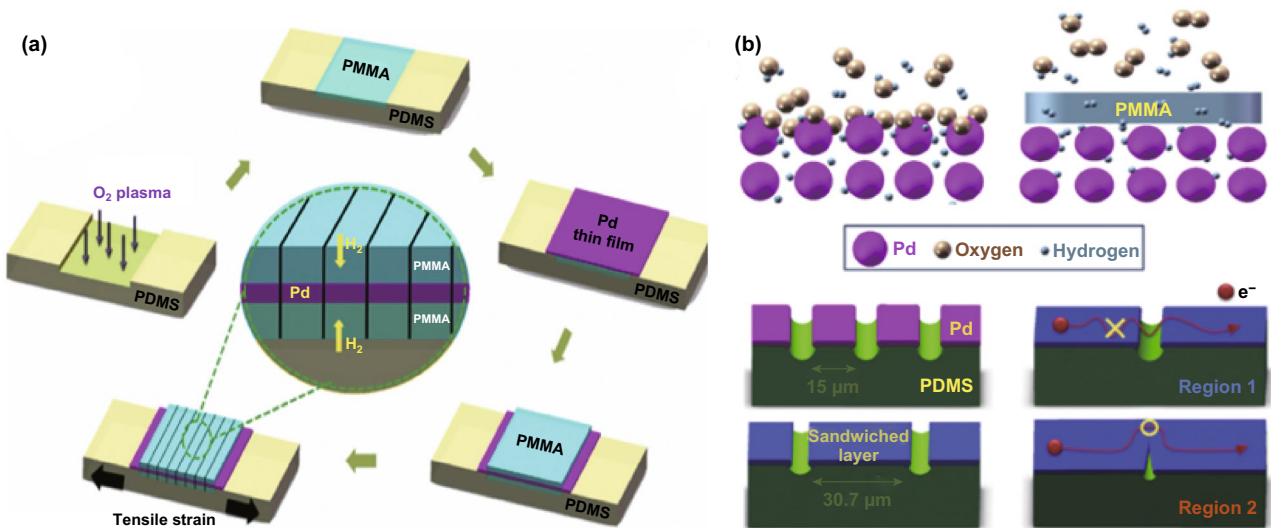 (a)
PMMA
PDMS
O₂ plasma
PDMS
Pd
thin film
PDMS
H₂
PMMA
Pd
PMMA
H₂
PMMA
PDMS
Tensile strain
(b)
PMMA
Pd
Oxygen
Hydrogen
e⁻
Pd
15 μm
PDMS
Region 1
Sandwiched
layer
30.7 μm
Region 2